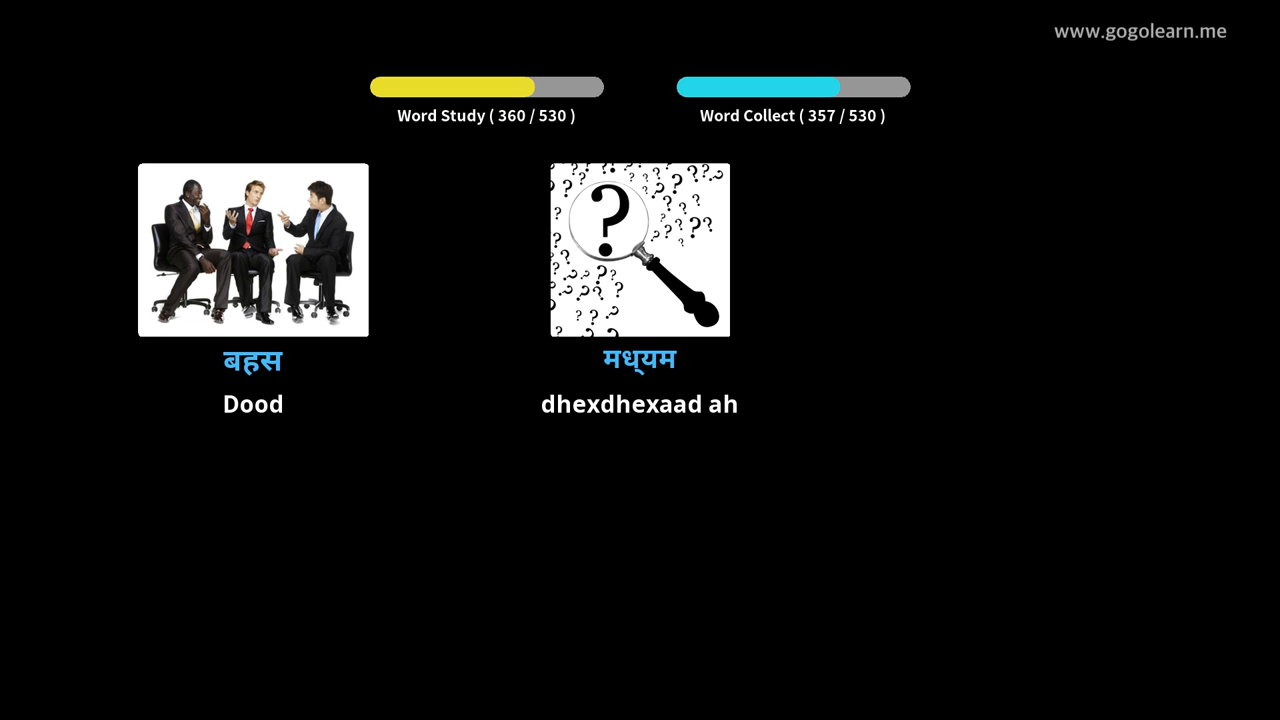 www.gogolearn.me
Word Study ( 360 / 530 )
Word Collect ( 357 / 530 )
बहस
मध्यम
Dood
dhexdhexaad ah